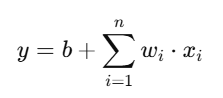 y = b + \sum_{i=1}^{n} w_i \cdot x_i